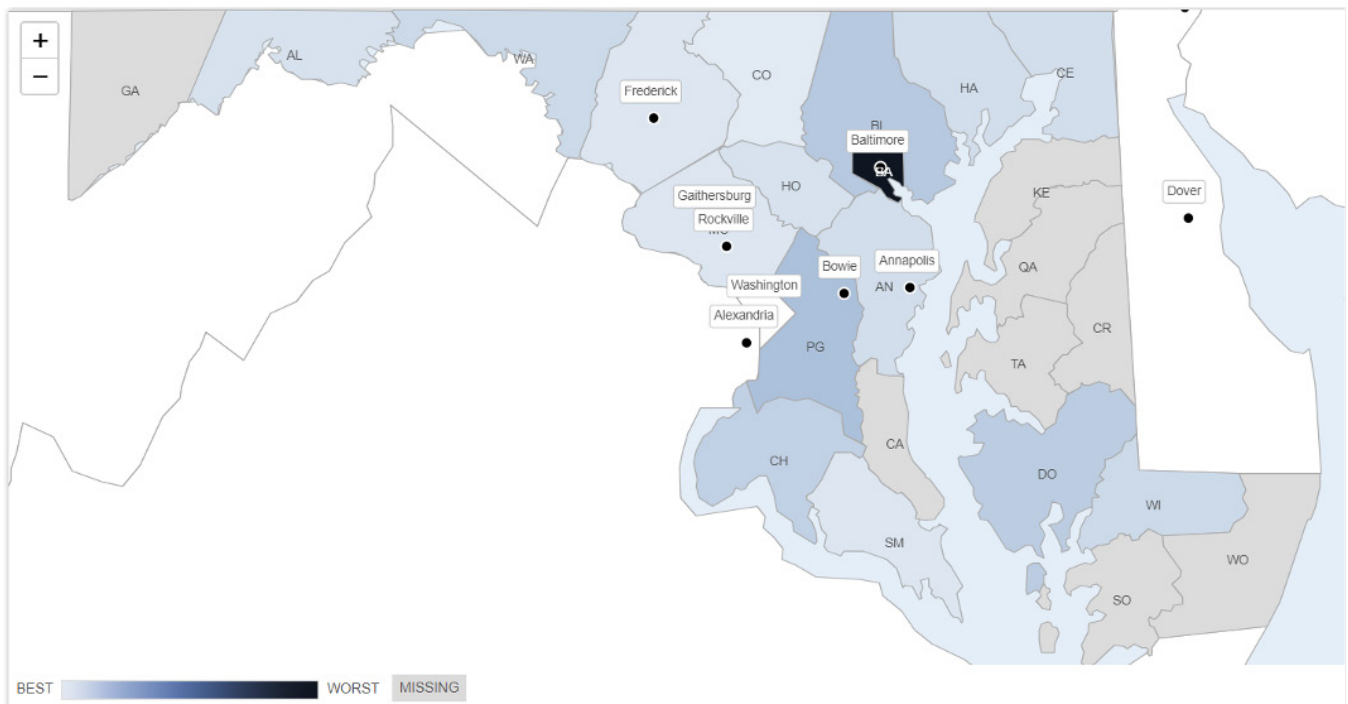 +
−
GA
AL
WA
CO
HA
CE
Frederick
Baltimore
BA
HO
KE
Dover
Gaithersburg
Rockville
QA
Bowie
Annapolis
AN
Washington
Alexandria
CR
PG
TA
CA
CH
DO
WI
SM
WO
SO
BEST
WORST
MISSING